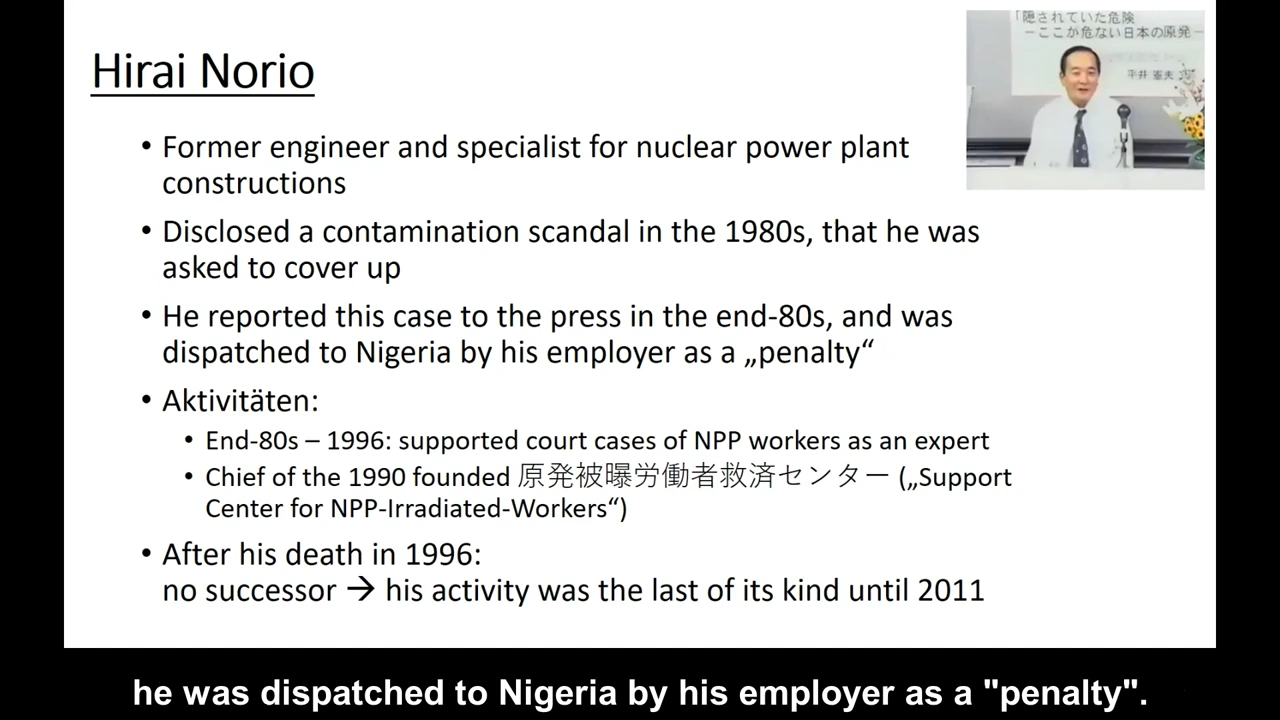 「隠されていた危険
－ここが危ない日本の原発－
平井 憲夫
Hirai Norio
• Former engineer and specialist for nuclear power plant
constructions
• Disclosed a contamination scandal in the 1980s, that he was
asked to cover up
• He reported this case to the press in the end-80s, and was
dispatched to Nigeria by his employer as a „penalty“
• Aktivitäten:
• End-80s – 1996: supported court cases of NPP workers as an expert
• Chief of the 1990 founded 原発被曝労働者救済センター („Support
Center for NPP-Irradiated-Workers“)
• After his death in 1996:
no successor → his activity was the last of its kind until 2011
he was dispatched to Nigeria by his employer as a "penalty".